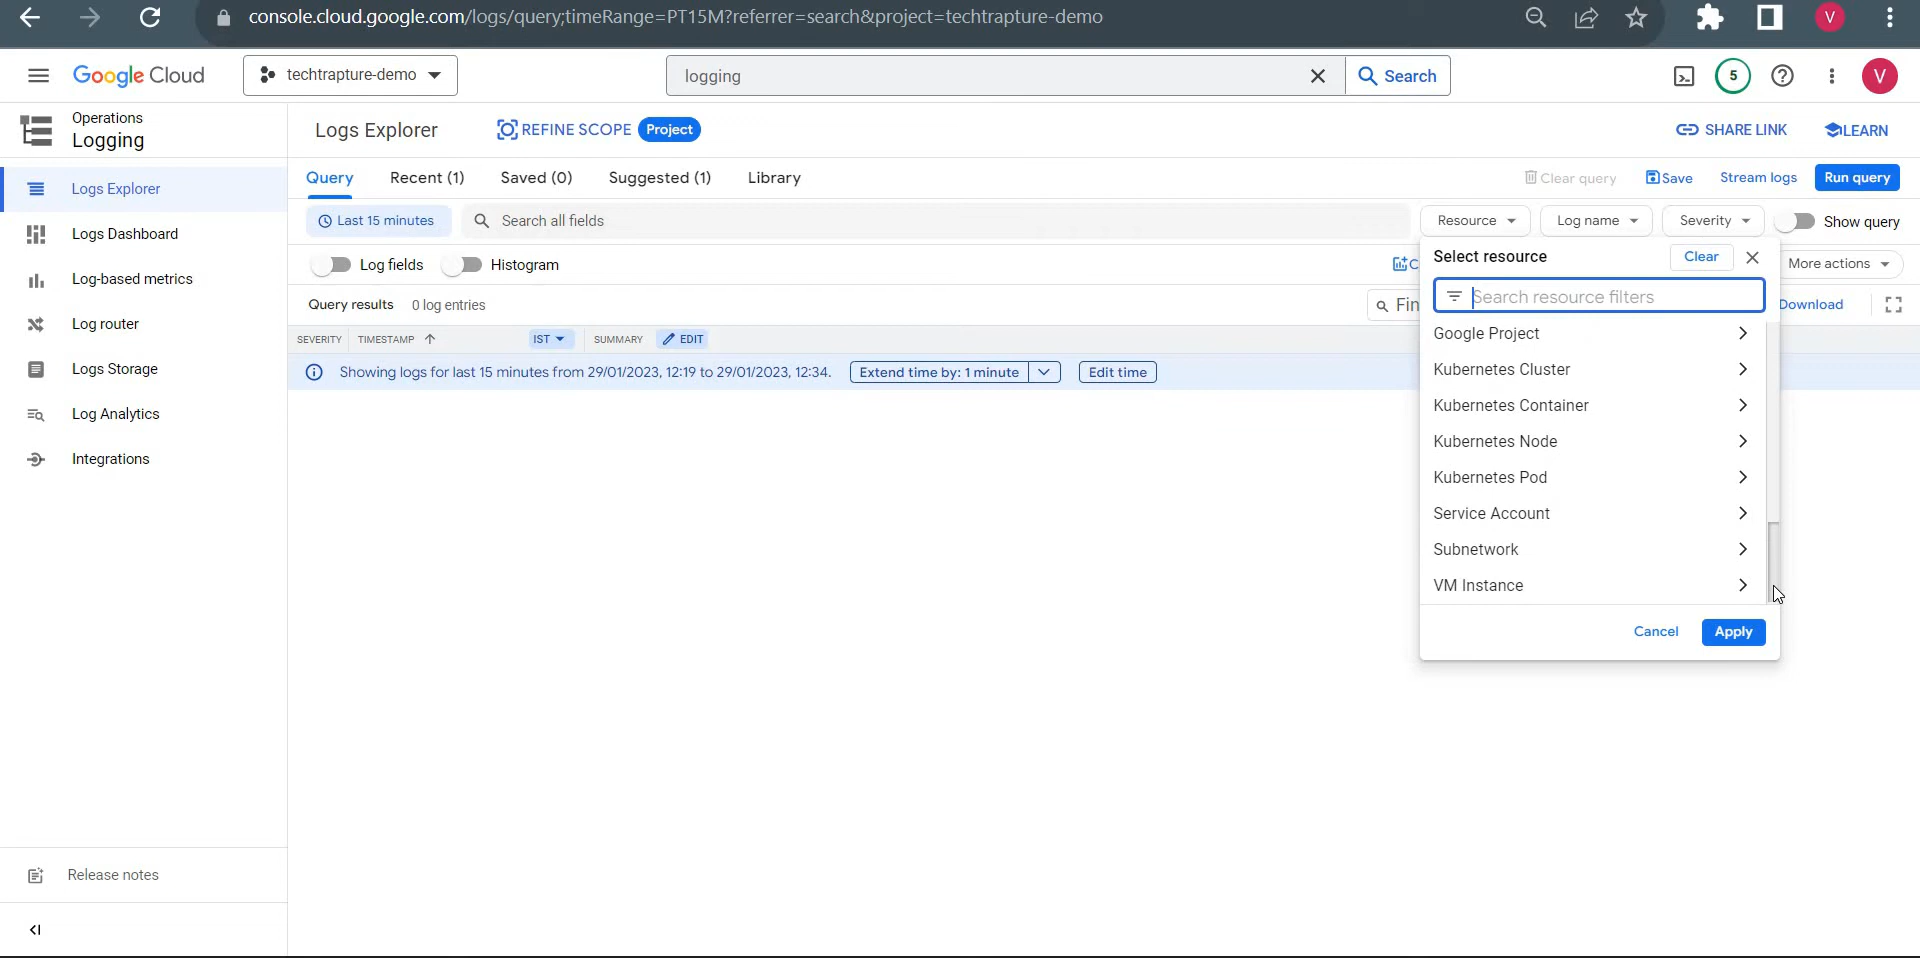 console.cloud.google.com/logs/query;timeRange=PT15M?referrer=search&project=techtrapture-demo
V
Google Cloud
techtrapture-demo
logging
Search
5
V
Operations
Logging
Logs Explorer
REFINE SCOPE
Project
SHARE LINK
LEARN
Logs Explorer
Logs Dashboard
Log-based metrics
Log router
Logs Storage
Log Analytics
Integrations
Release notes
Query
Recent (1)
Saved (0)
Suggested (1)
Library
Clear query
Save
Stream logs
Run query
Last 15 minutes
Search all fields
Resource
Log name
Severity
Show query
Log fields
Histogram
C
More actions
Query results
0 log entries
Fin
Download
SEVERITY
TIMESTAMP
IST
SUMMARY
EDIT
Showing logs for last 15 minutes from 29/01/2023, 12:19 to 29/01/2023, 12:34.
Extend time by: 1 minute
Edit time
Select resource
Clear
Search resource filters
Google Project
Kubernetes Cluster
Kubernetes Container
Kubernetes Node
Kubernetes Pod
Service Account
Subnetwork
VM Instance
Cancel
Apply